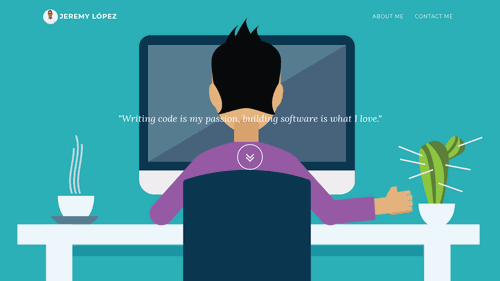 JEREMY LÓPEZ
ABOUT ME CONTACT ME
"Writing code is my passion, building software is what I love."